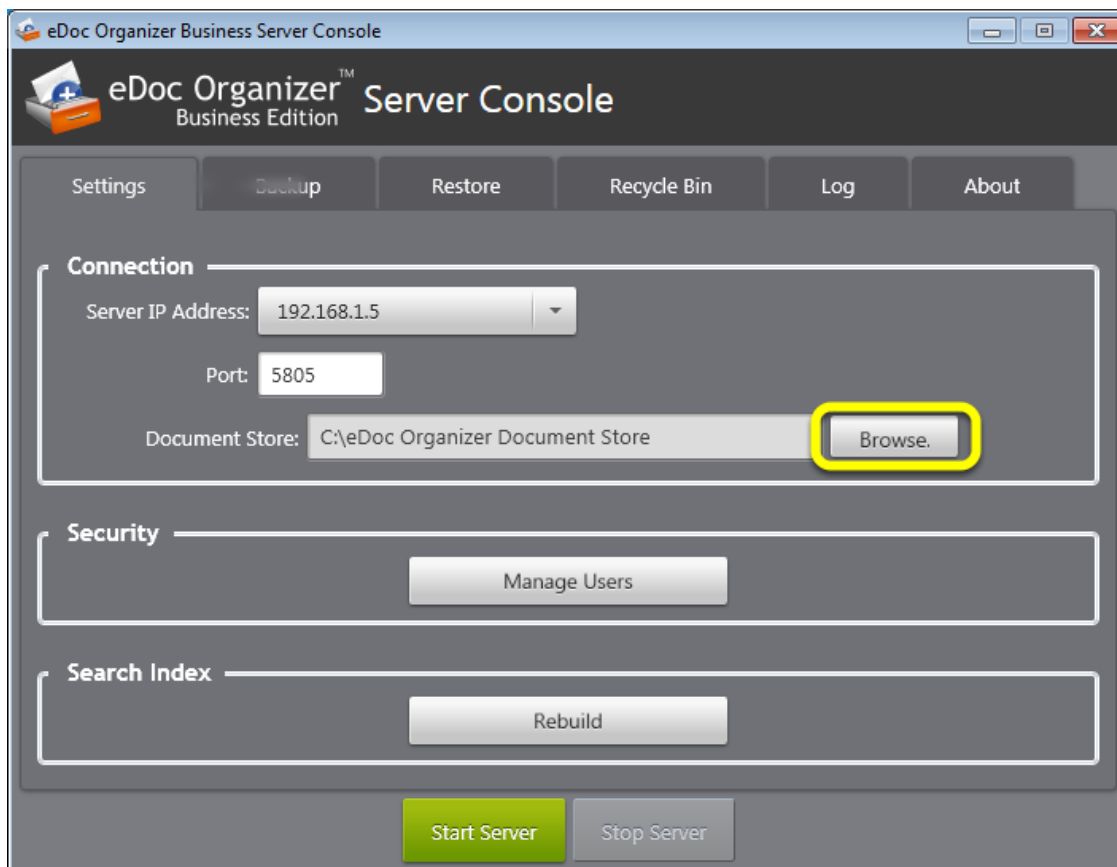 eDoc Organizer Business Server Console
eDoc Organizer™ Server Console
Business Edition
Settings
Restore
Recycle Bin
Log
About
Connection
Server IP Address: 192.168.1.5
Port: 5805
Document Store: C:\eDoc Organizer Document Store Browse.
Security
Manage Users
Search Index
Rebuild
Start Server Stop Server